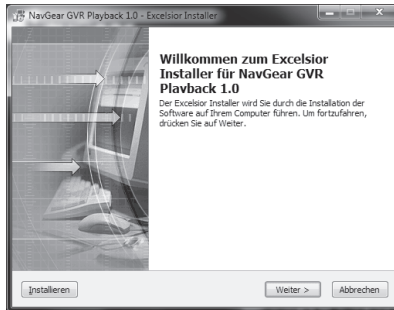 NavGear GVR Playback 1.0 - Excelsior Installer
Willkommen zum Excelsior
Installer für NavGear GVR
Playback 1.0
Der Excelsior Installer wird Sie durch die Installation der
Software auf Ihrem Computer führen. Um fortzufahren,
drücken Sie auf Weiter.
Installieren
Weiter >
Abbrechen